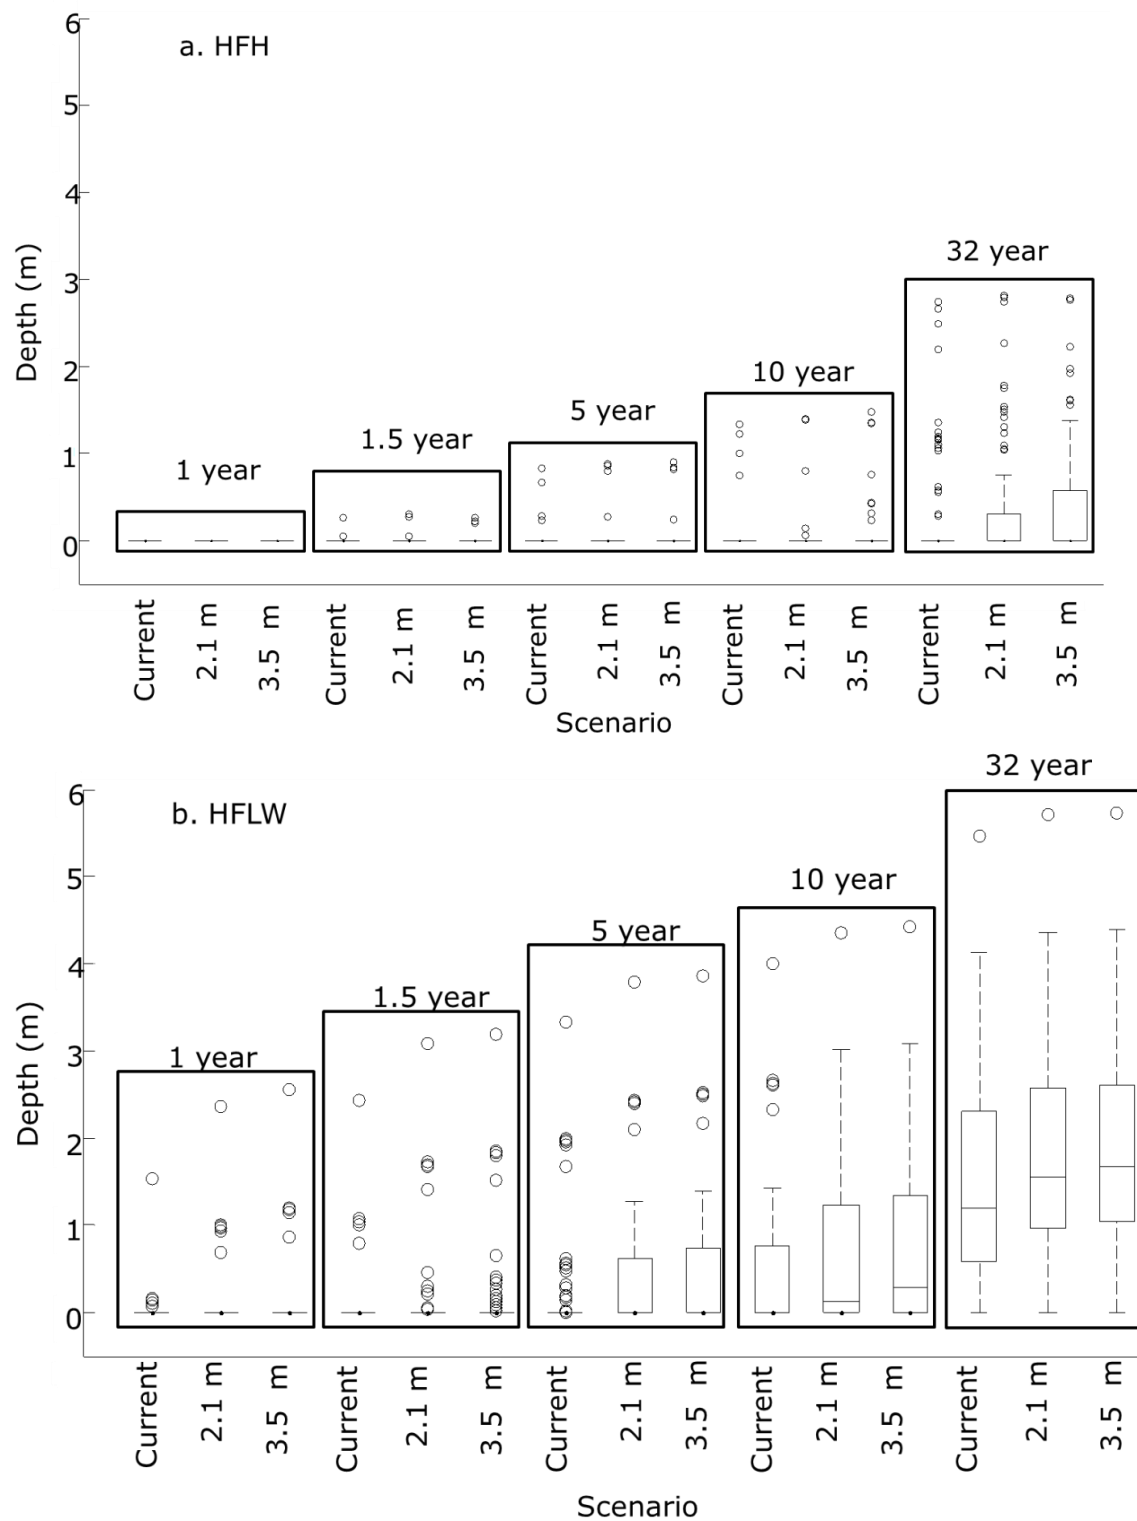 a. HFH
6
5
4
3
2
1
0
Depth (m)
1 year
1.5 year
5 year
10 year
32 year
Current
2.1 m
3.5 m
Current
2.1 m
3.5 m
Current
2.1 m
3.5 m
Current
2.1 m
3.5 m
Current
2.1 m
3.5 m
Scenario
b. HFLW
6
5
4
3
2
1
0
Depth (m)
1 year
1.5 year
5 year
10 year
32 year
Current
2.1 m
3.5 m
Current
2.1 m
3.5 m
Current
2.1 m
3.5 m
Current
2.1 m
3.5 m
Current
2.1 m
3.5 m
Scenario